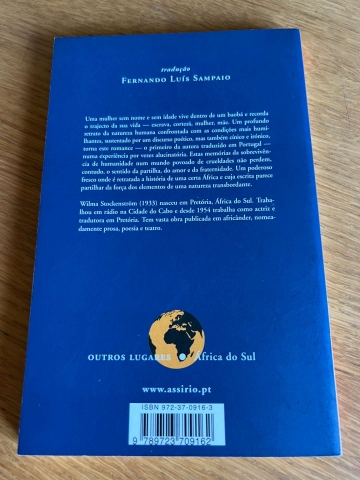 tradução
Fernando Luís Sampaio
Uma mulher sem nome e sem idade vive dentro de um baobá e recorda
o trajecto da sua vida — escrava, cortesã, mulher, mãe. Um profundo
retrato da natureza humana confrontada com as condições mais humi-
lhantes, sustentado por um discurso poético, mas também cínico e irónico,
torna este romance — o primeiro da autora traduzido em Portugal —
numa experiência por vezes alucinatória. Estas memórias da sobrevivên-
cia de humanidade num mundo povoado de crueldades não perdem,
contudo, o sentido da partilha, do amor e da fraternidade. Um poderoso
fresco onde é retratada a história de uma certa África e cuja escrita parece
partilhar da força dos elementos de uma natureza transbordante.
Wilma Stockenström (1933) nasceu em Pretória, África do Sul. Traba-
lhou em rádio na Cidade do Cabo e desde 1954 trabalha como actriz e
tradutora em Pretória. Tem vasta obra publicada em africânder, nomea-
damente prosa, poesia e teatro.
OUTROS LUGARES África do Sul
www.assirio.pt
ISBN 972-37-0916-3
9 789723 709162